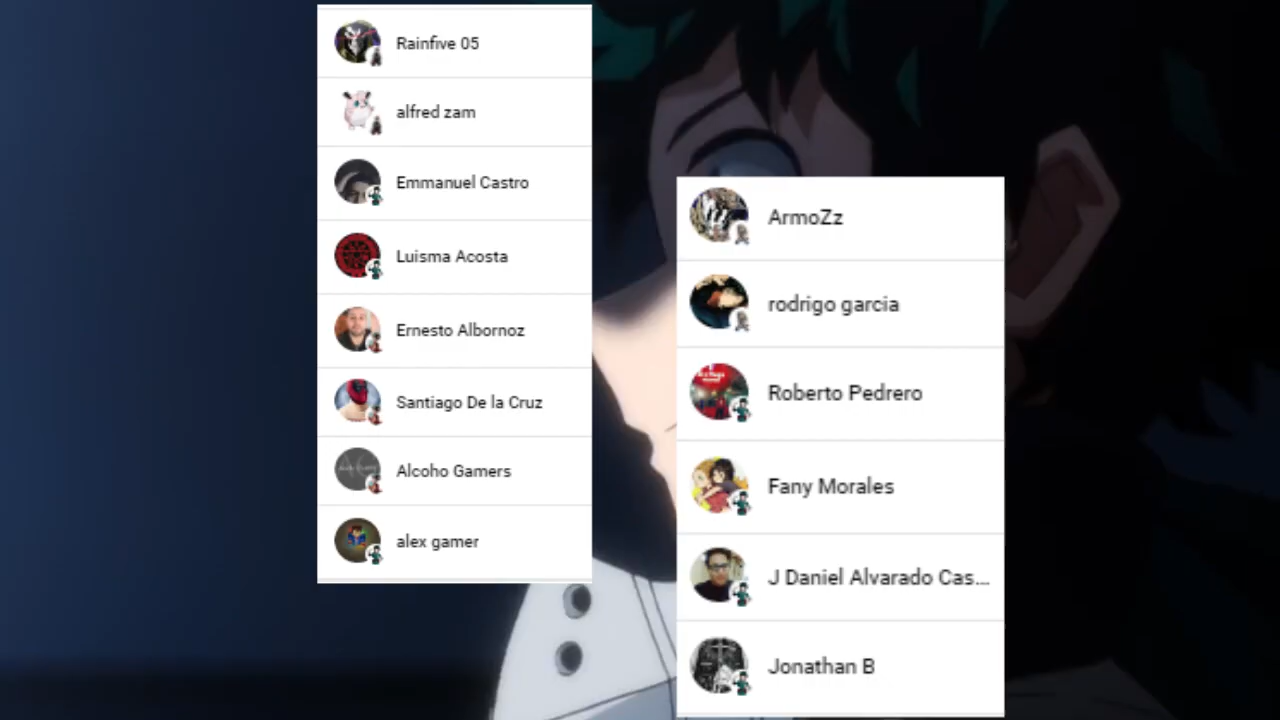 Rainfive 05
alfred zam
Emmanuel Castro
Luisma Acosta
Ernesto Albornoz
Santiago De la Cruz
Alcoho Gamers
alex gamer
ArmoZz
rodrigo garcia
Roberto Pedrero
Fany Morales
J Daniel Alvarado Cas...
Jonathan B